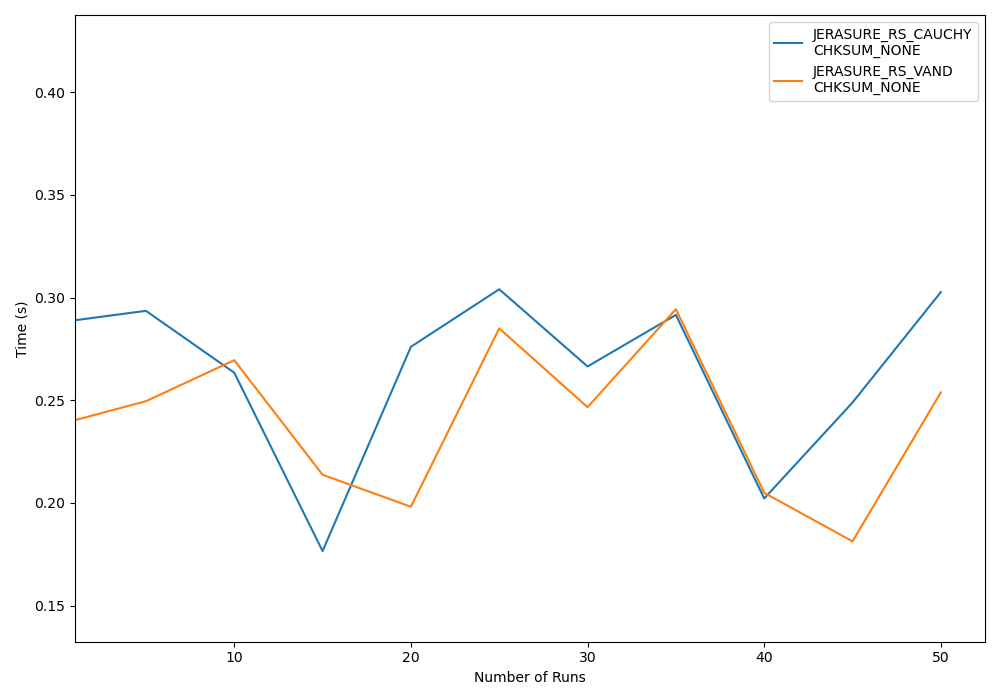 JERASURE_RS_CAUCHY
CHKSUM_NONE
JERASURE_RS_VAND
CHKSUM_NONE
0.40
0.35
0.30
0.25
0.20
0.15
Time (s)
10 20 30 40 50
Number of Runs